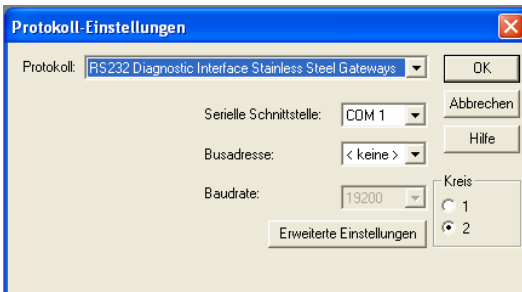 Protokoll-Einstellungen
Protokoll: RS232 Diagnostic Interface Stainless Steel Gateways
OK
Serielle Schnittstelle: COM 1
Abbrechen
Busadresse: < keine >
Hilfe
Baudrate: 19200
Kreis
1
2
Erweiterte Einstellungen